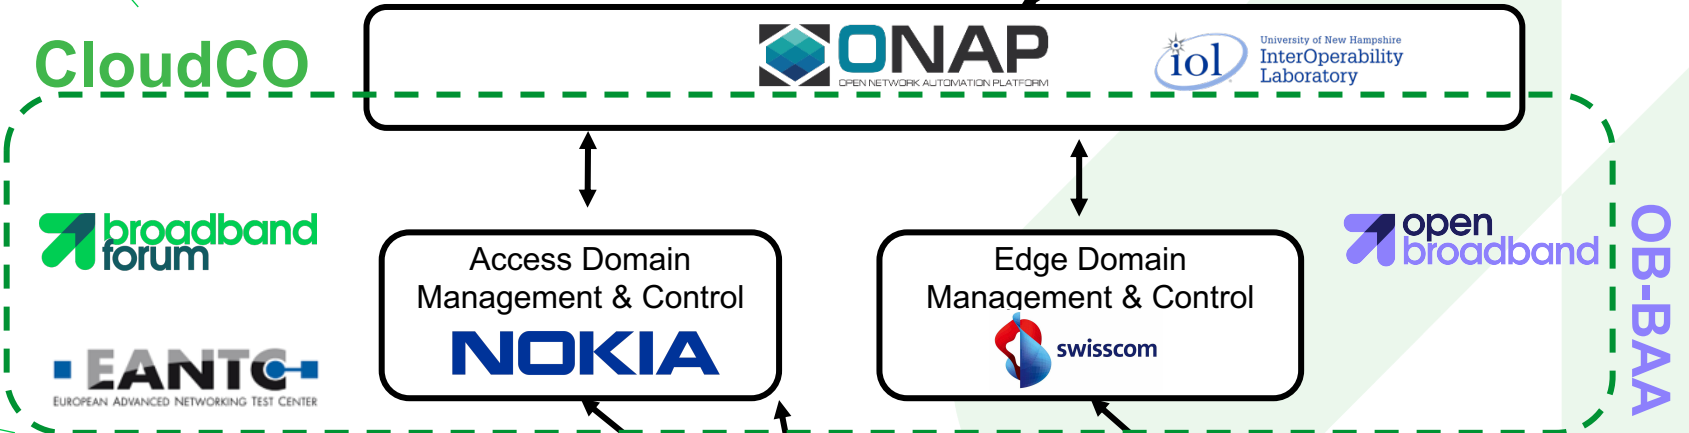 CloudCO
ONAP
OPEN NETWORK AUTOMATION PLATFORM
iol
University of New Hampshire
InterOperability
Laboratory
broadband
forum
Access Domain
Management & Control
NOKIA
Edge Domain
Management & Control
swisscom
open
broadband
OB-BAA
EANTC
EUROPEAN ADVANCED NETWORKING TEST CENTER